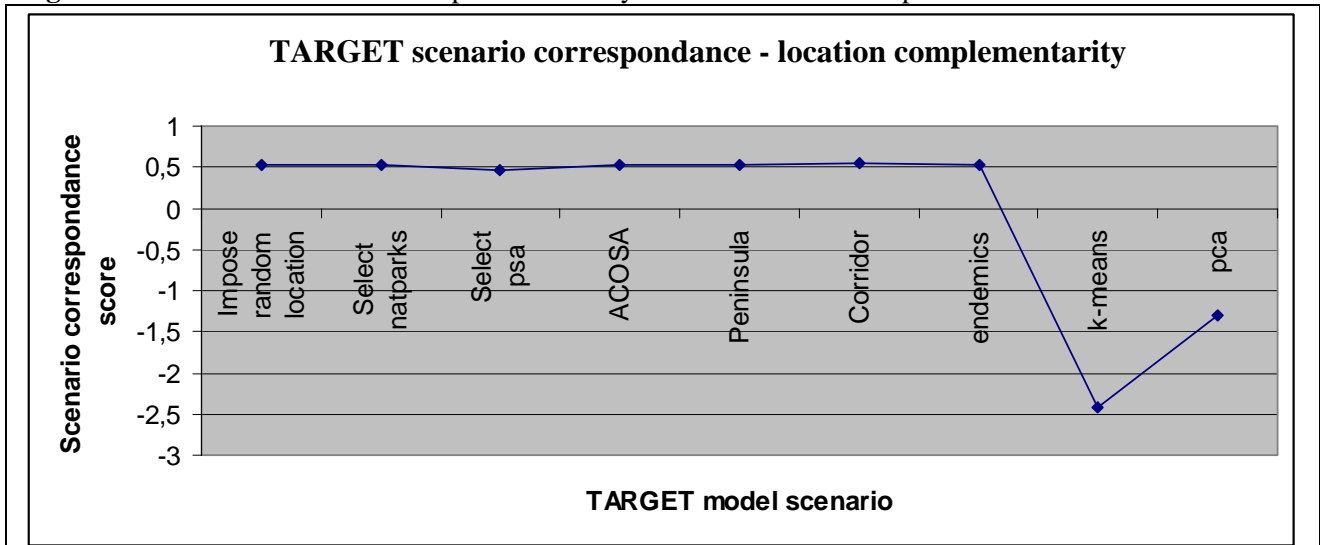 TARGET scenario correspondance - location complementarity
Scenario correspondance
score
1
0,5
0
-0,5
-1
-1,5
-2
-2,5
-3
Impose
random
location
Select
natparks
Select
psa
ACOSA
Peninsula
Corridor
endemics
k-means
pca
TARGET model scenario